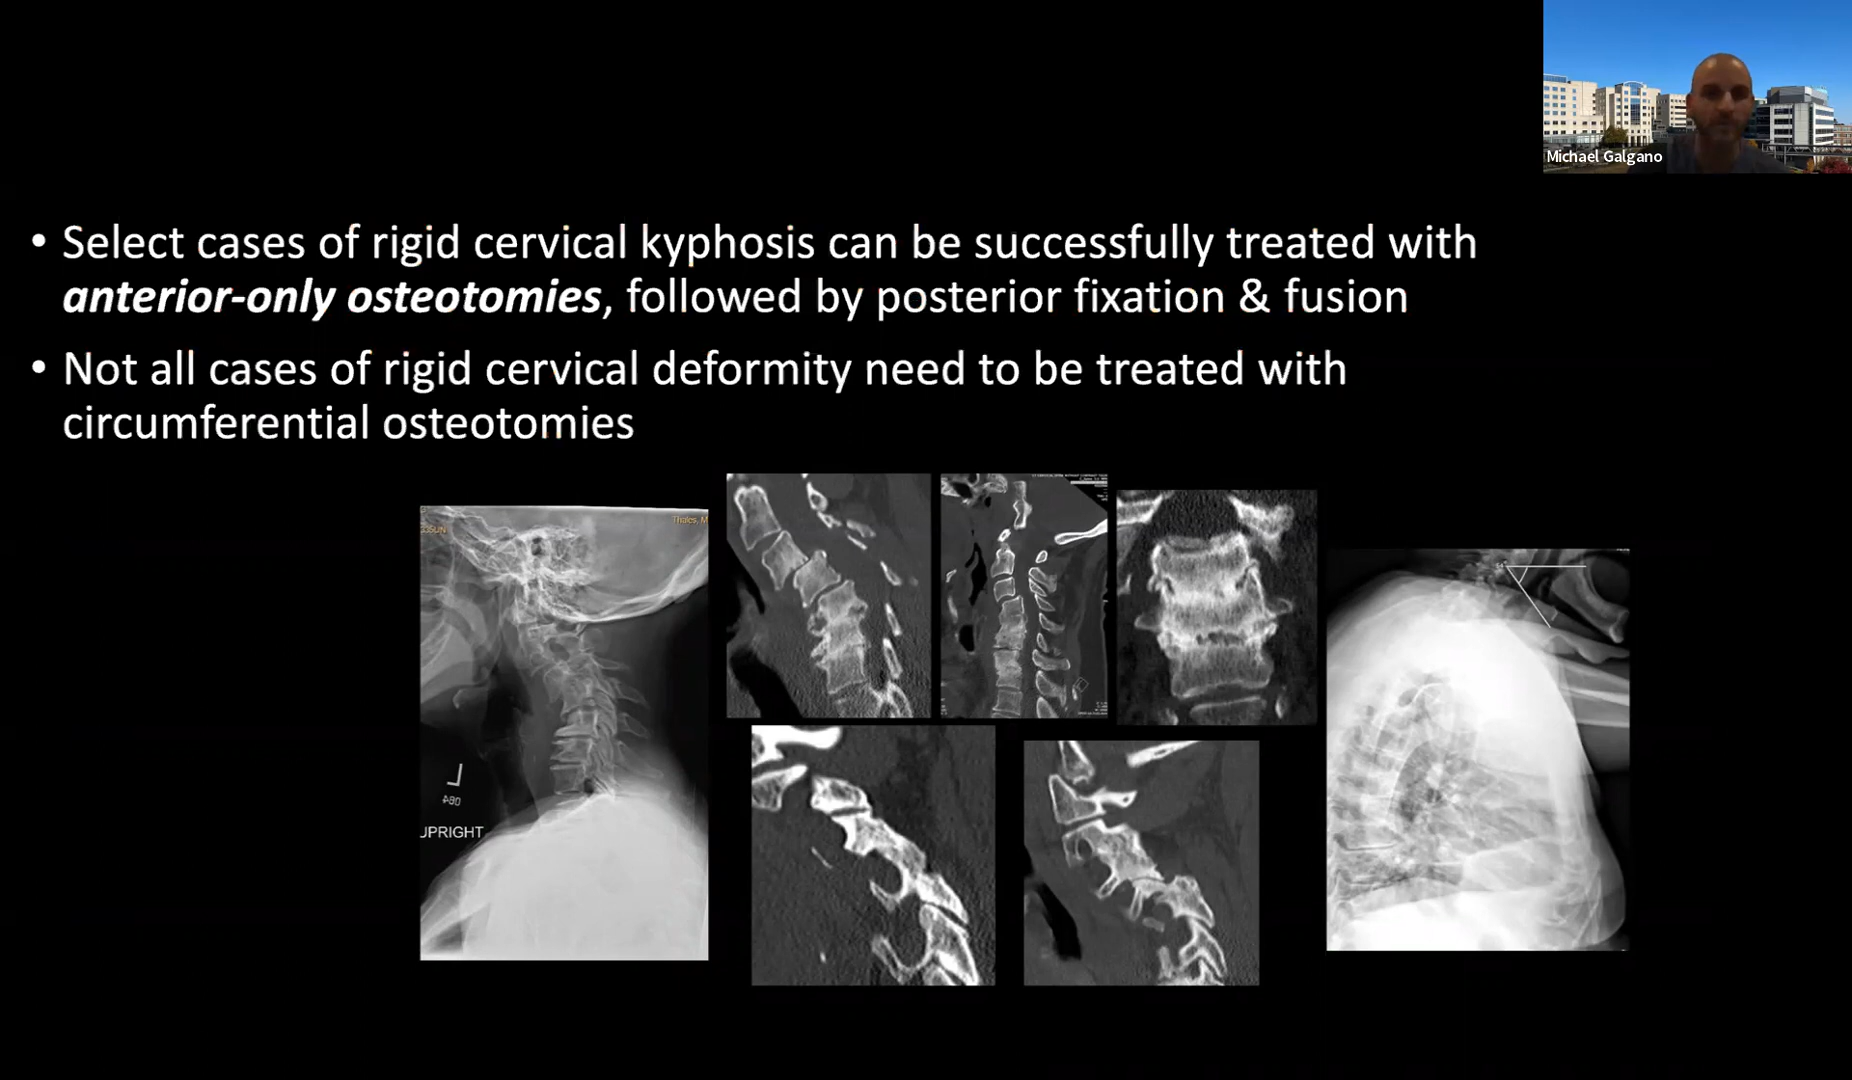 Michael Galgano
• Select cases of rigid cervical kyphosis can be successfully treated with
anterior-only osteotomies, followed by posterior fixation & fusion
• Not all cases of rigid cervical deformity need to be treated with
circumferential osteotomies
Thales, M
UPRIGHT